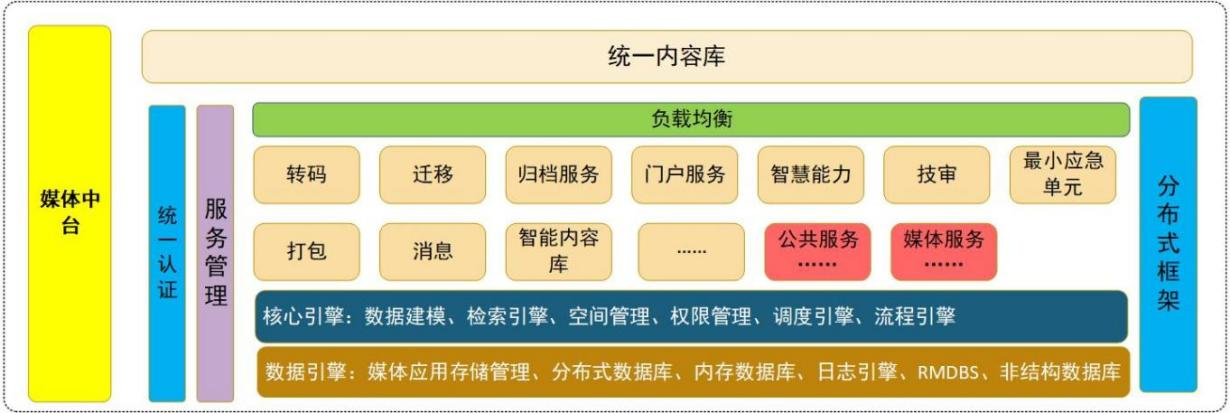 媒体中
台
统一内容库
统一认证
服务管理
负载均衡
转码
迁移
归档服务
门户服务
智慧能力
技审
最小应急
单元
打包
消息
智能内容
库
......
公共服务
......
媒体服务
......
核心引擎：数据建模、检索引擎、空间管理、权限管理、调度引擎、流程引擎
数据引擎：媒体应用存储管理、分布式数据库、内存数据库、日志引擎、RMDBS、非结构数据库
分布式框架